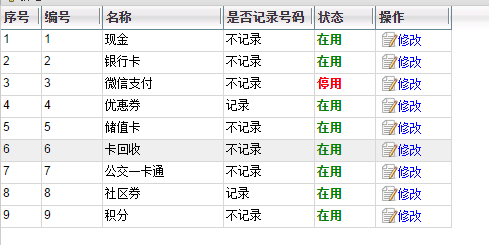 序号 编号 名称 是否记录号码 状态 操作
1 1 现金 不记录 在用 修改
2 2 银行卡 不记录 在用 修改
3 3 微信支付 不记录 停用 修改
4 4 优惠券 记录 在用 修改
5 5 储值卡 不记录 在用 修改
6 6 卡回收 不记录 在用 修改
7 7 公交一卡通 不记录 在用 修改
8 8 社区券 记录 在用 修改
9 9 积分 不记录 在用 修改